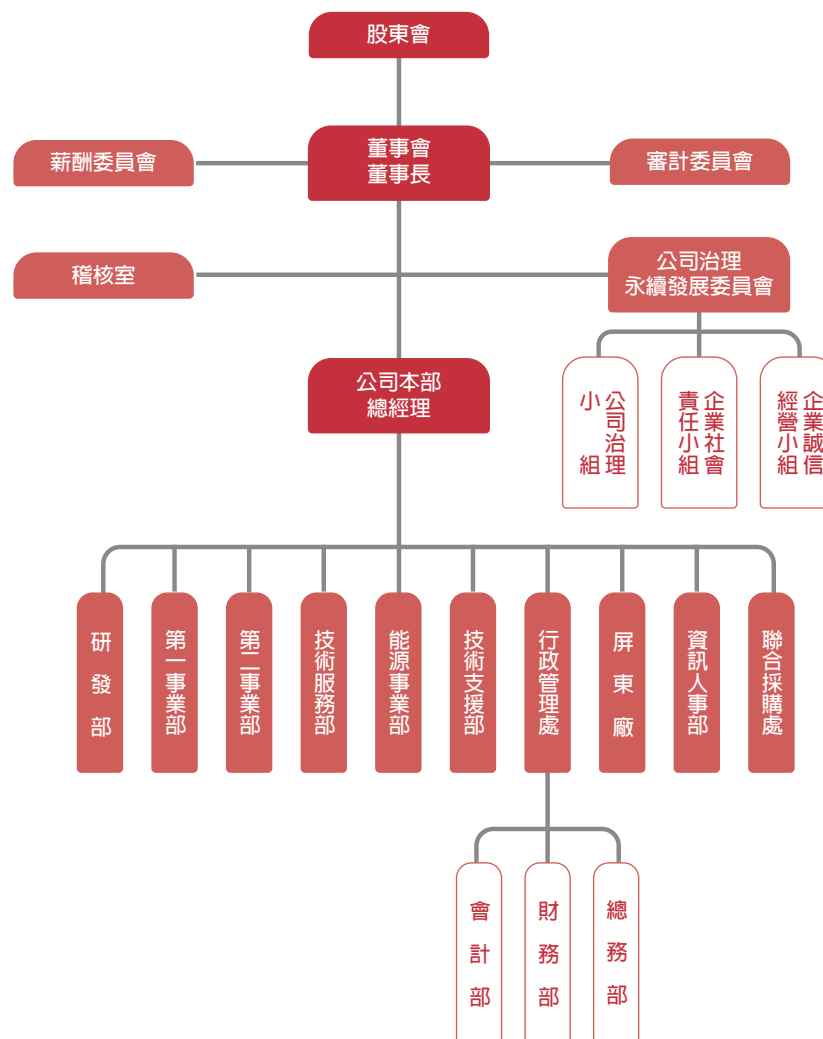 股東會
薪酬委員會
董事會
董事長
審計委員會
稽核室
公司治理
永續發展委員會
公司本部
總經理
公司治理
小組
企業社會
責任小組
企業誠信
經營小組
研發部
第一事業部
第二事業部
技術服務部
能源事業部
技術支援部
行政管理處
屏東廠
資訊人事部
聯合採購處
會計部
財務部
總務部